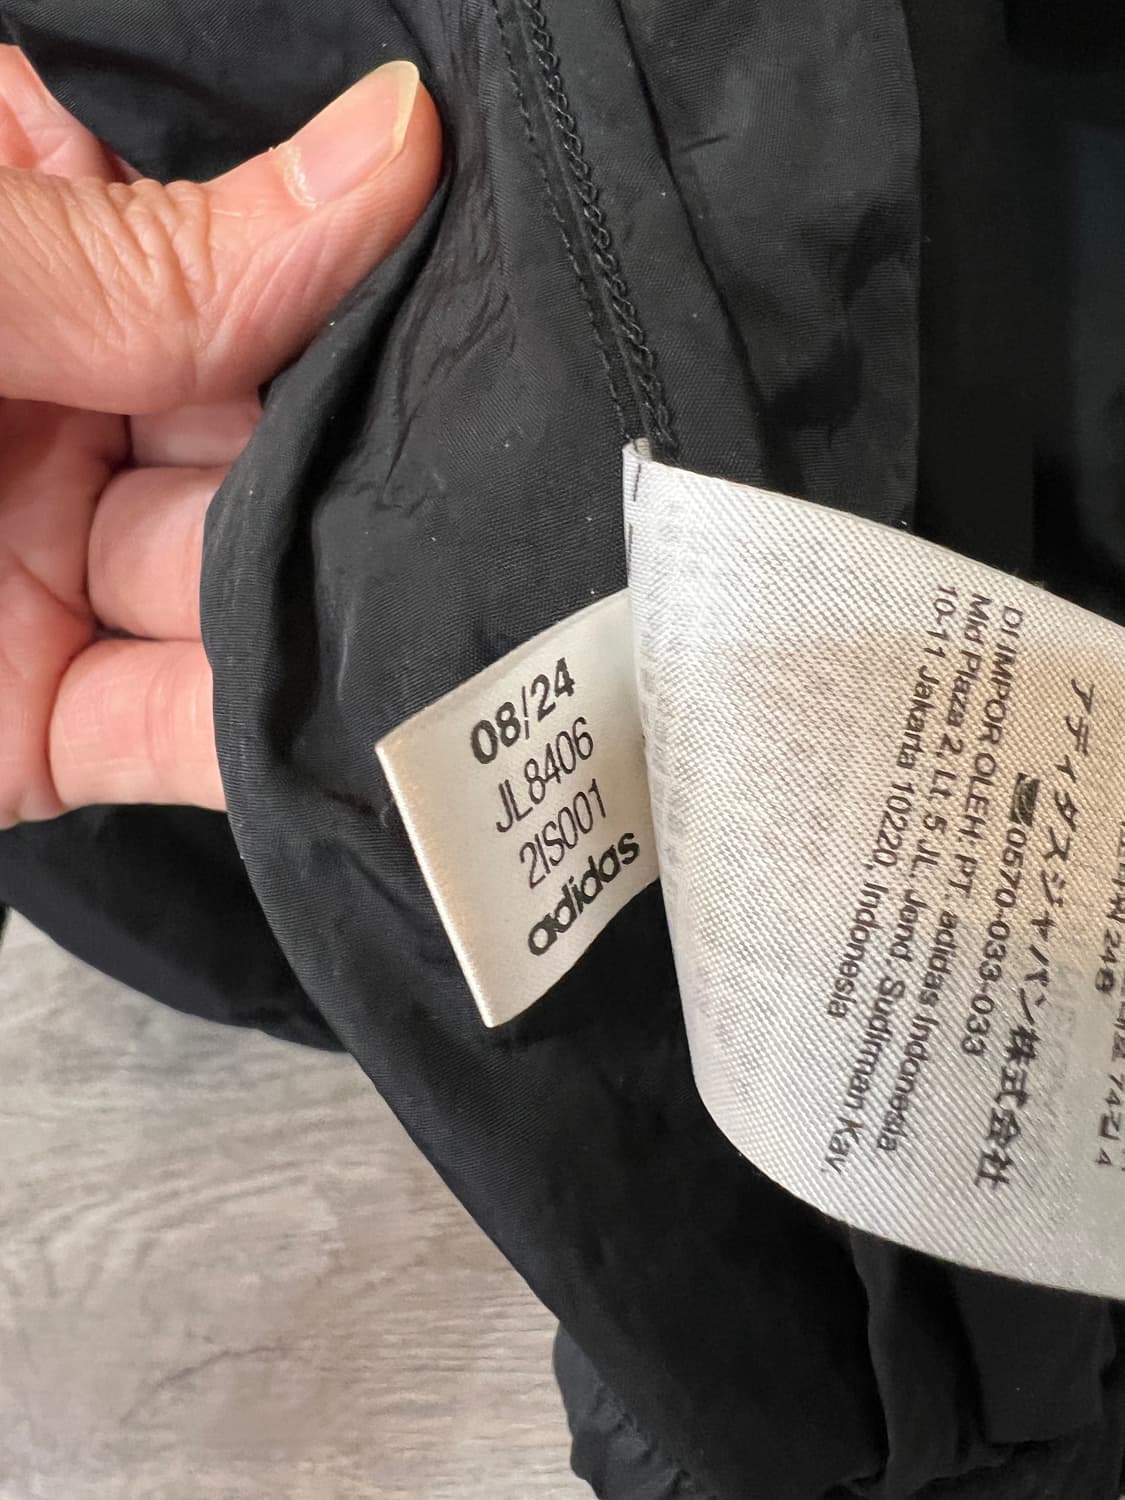 08/24
JL8406
2IS001
adidas
アディダスジャパン株式会社
0570-033-033
DI IMPOR OLEH: PT. adidas Indonesia
Mid Plaza 2, Lt 5, JL. Jend. Sudirman Kav.
10-11 Jakarta 10220, Indonesia